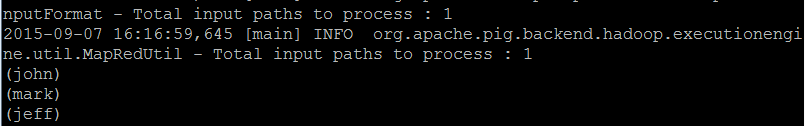 nputFormat - Total input paths to process : 1
2015-09-07 16:16:59,645 [main] INFO  org.apache.pig.backend.hadoop.executionengi
ne.util.MapRedUtil - Total input paths to process : 1
(john)
(mark)
(jeff)